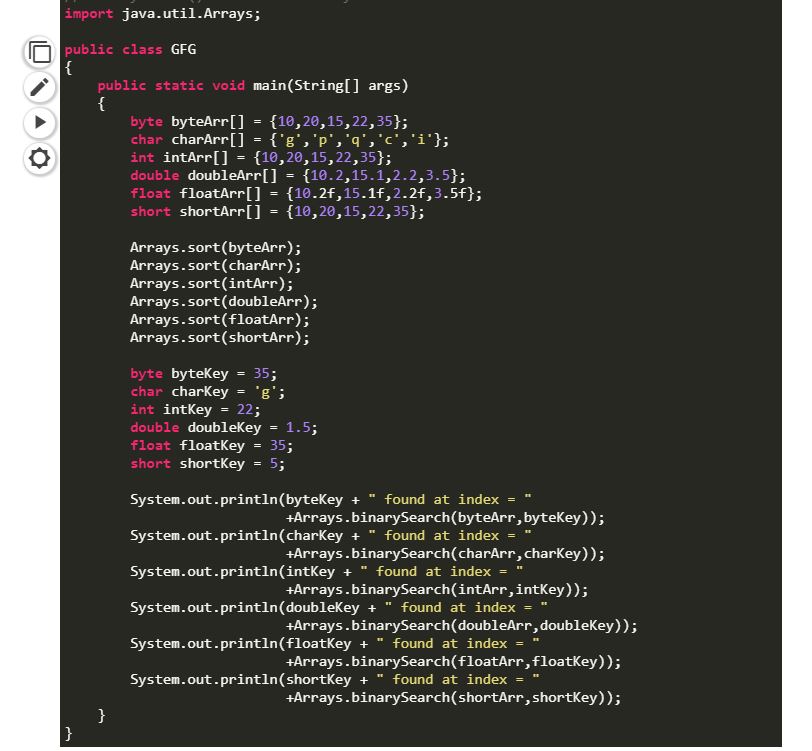 import java.util.Arrays;
public class GFG
{
public static void main(String[] args)
{
byte byteArr[] = {10,20,15,22,35};
char charArr[] = {'g','p','q','c','i'};
int intArr[] = {10,20,15,22,35};
double doubleArr[] = {10.2,15.1,2.2,3.5};
float floatArr[] = {10.2f,15.1f,2.2f,3.5f};
short shortArr[] = {10,20,15,22,35};
Arrays.sort(byteArr);
Arrays.sort(charArr);
Arrays.sort(intArr);
Arrays.sort(doubleArr);
Arrays.sort(floatArr);
Arrays.sort(shortArr);
byte byteKey = 35;
char charKey = 'g';
int intKey = 22;
double doubleKey = 1.5;
float floatKey = 35;
short shortKey = 5;
System.out.println(byteKey + " found at index = "
+Arrays.binarySearch(byteArr,byteKey));
System.out.println(charKey + " found at index = "
+Arrays.binarySearch(charArr,charKey));
System.out.println(intKey + " found at index = "
+Arrays.binarySearch(intArr,intKey));
System.out.println(doubleKey + " found at index = "
+Arrays.binarySearch(doubleArr,doubleKey));
System.out.println(floatKey + " found at index = "
+Arrays.binarySearch(floatArr,floatKey));
System.out.println(shortKey + " found at index = "
+Arrays.binarySearch(shortArr,shortKey));
}
}